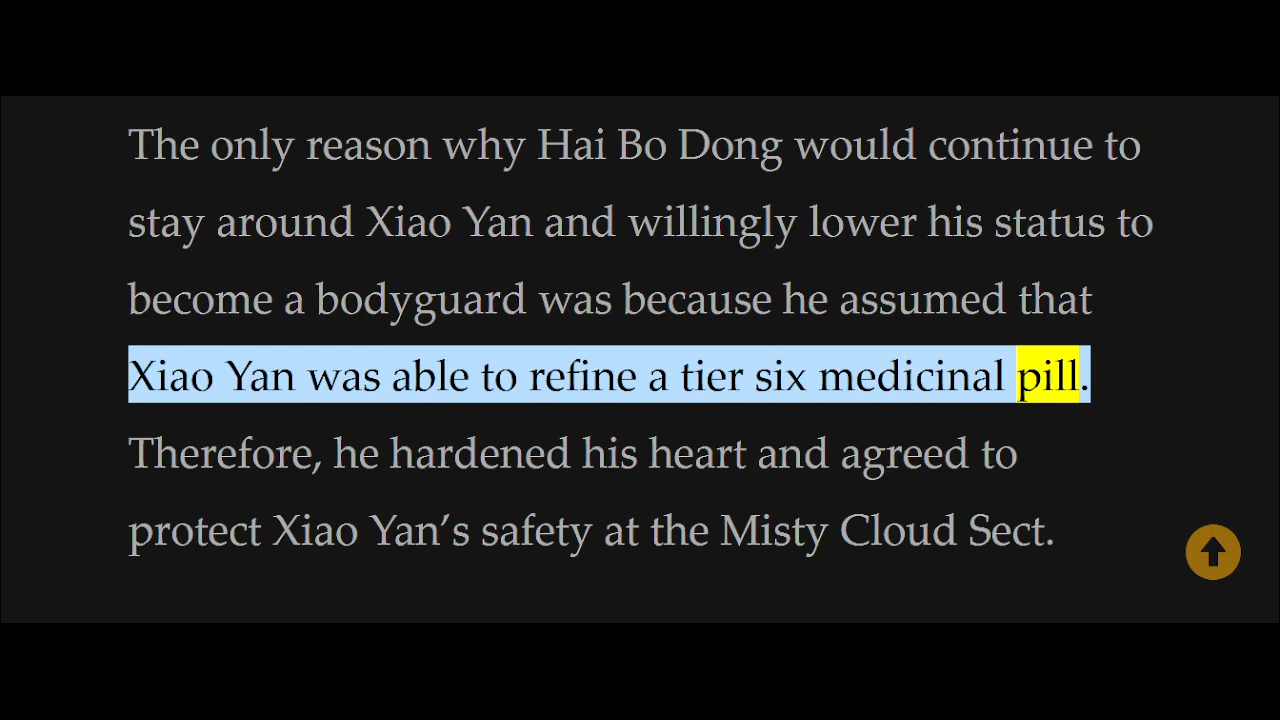 The only reason why Hai Bo Dong would continue to
stay around Xiao Yan and willingly lower his status to
become a bodyguard was because he assumed that
Xiao Yan was able to refine a tier six medicinal pill.
Therefore, he hardened his heart and agreed to
protect Xiao Yan’s safety at the Misty Cloud Sect.